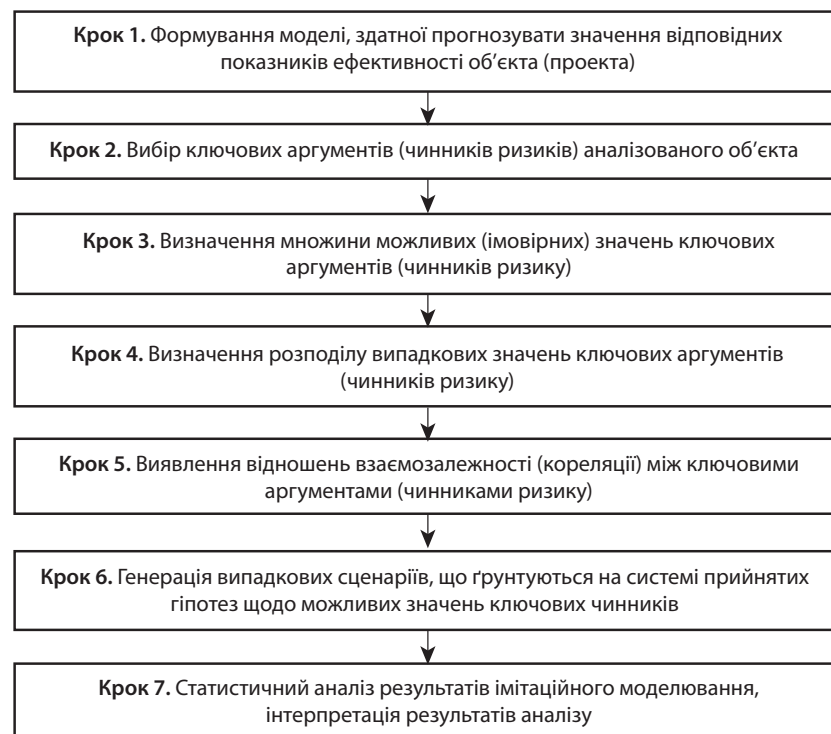 Крок 1. Формування моделі, здатної прогнозувати значення відповідних
показників ефективності об’єкта (проекта)
Крок 2. Вибір ключових аргументів (чинників ризиків) аналізованого об’єкта
Крок 3. Визначення множини можливих (імовірних) значень ключових
аргументів (чинників ризику)
Крок 4. Визначення розподілу випадкових значень ключових аргументів
(чинників ризику)
Крок 5. Виявлення відношень взаємозалежності (кореляції) між ключовими
аргументами (чинниками ризику)
Крок 6. Генерація випадкових сценаріїв, що ґрунтуються на системі прийнятих
гіпотез щодо можливих значень ключових чинників
Крок 7. Статистичний аналіз результатів імітаційного моделювання,
інтерпретація результатів аналізу